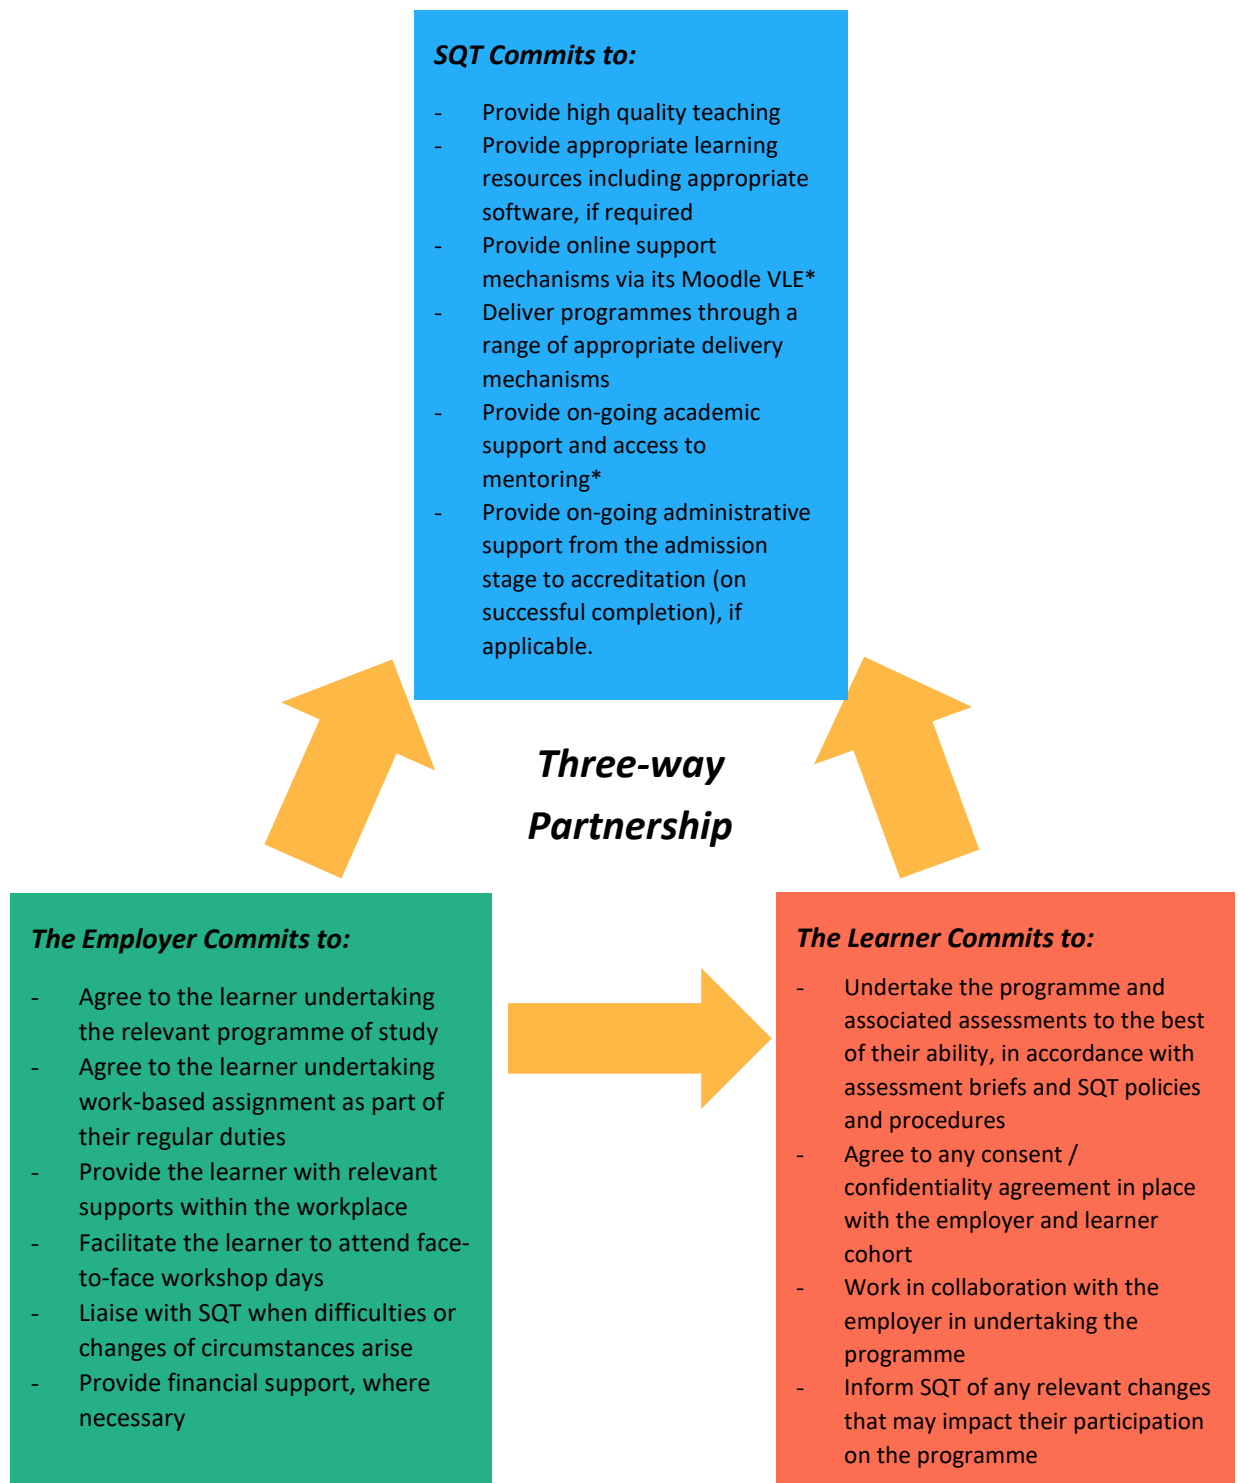 SQT Commits to:
- Provide high quality teaching
- Provide appropriate learning
resources including appropriate
software, if required
- Provide online support
mechanisms via its Moodle VLE*
- Deliver programmes through a
range of appropriate delivery
mechanisms
- Provide on-going academic
support and access to
mentoring*
- Provide on-going administrative
support from the admission
stage to accreditation (on
successful completion), if
applicable.
Three-way
Partnership
The Employer Commits to:
- Agree to the learner undertaking
the relevant programme of study
- Agree to the learner undertaking
work-based assignment as part of
their regular duties
- Provide the learner with relevant
supports within the workplace
- Facilitate the learner to attend face-
to-face workshop days
- Liaise with SQT when difficulties or
changes of circumstances arise
- Provide financial support, where
necessary
The Learner Commits to:
- Undertake the programme and
associated assessments to the best
of their ability, in accordance with
assessment briefs and SQT policies
and procedures
- Agree to any consent /
confidentiality agreement in place
with the employer and learner
cohort
- Work in collaboration with the
employer in undertaking the
programme
- Inform SQT of any relevant changes
that may impact their participation
on the programme